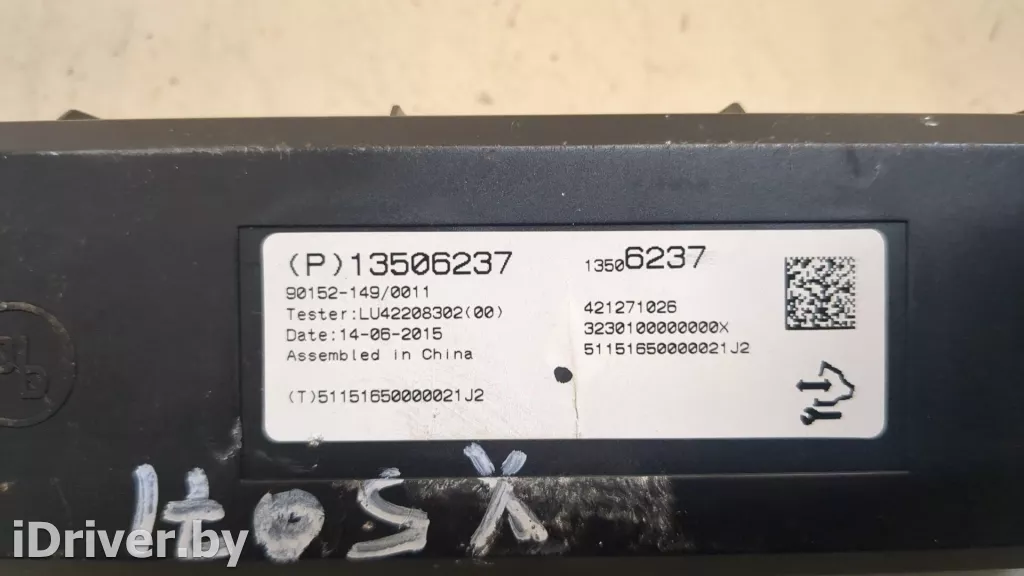 (P)13506237
90152-149/0011
Tester:LU42208302(00)
Date:14-06-2015
Assembled in China
(T)51151650000021J2
13506237
421271026
3230100000000X
51151650000021J2
iDriver.by